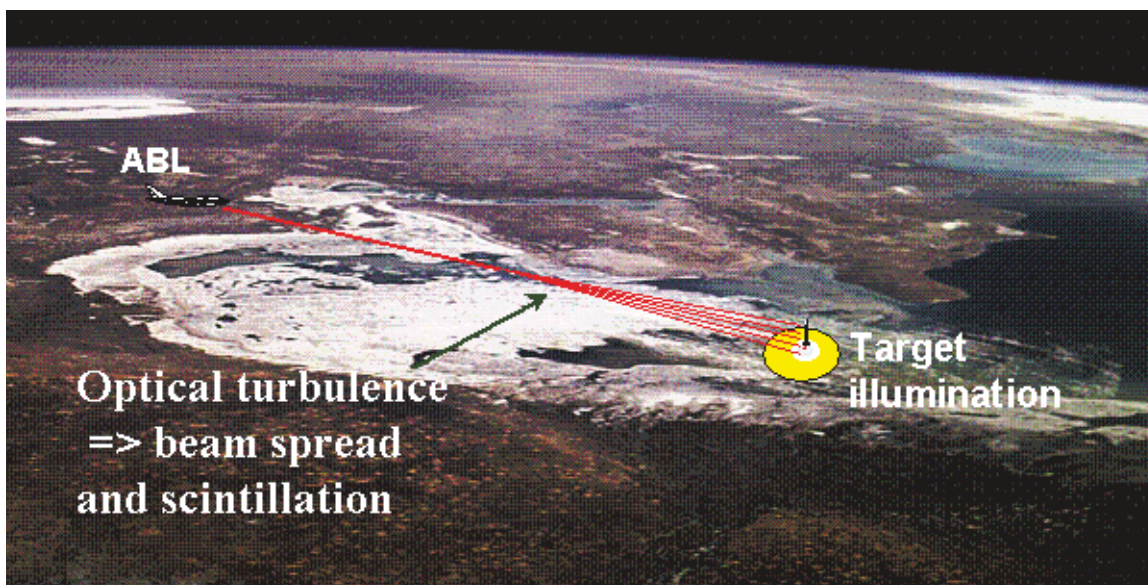 ABL
Optical turbulence
=> beam spread
and scintillation
Target
illumination